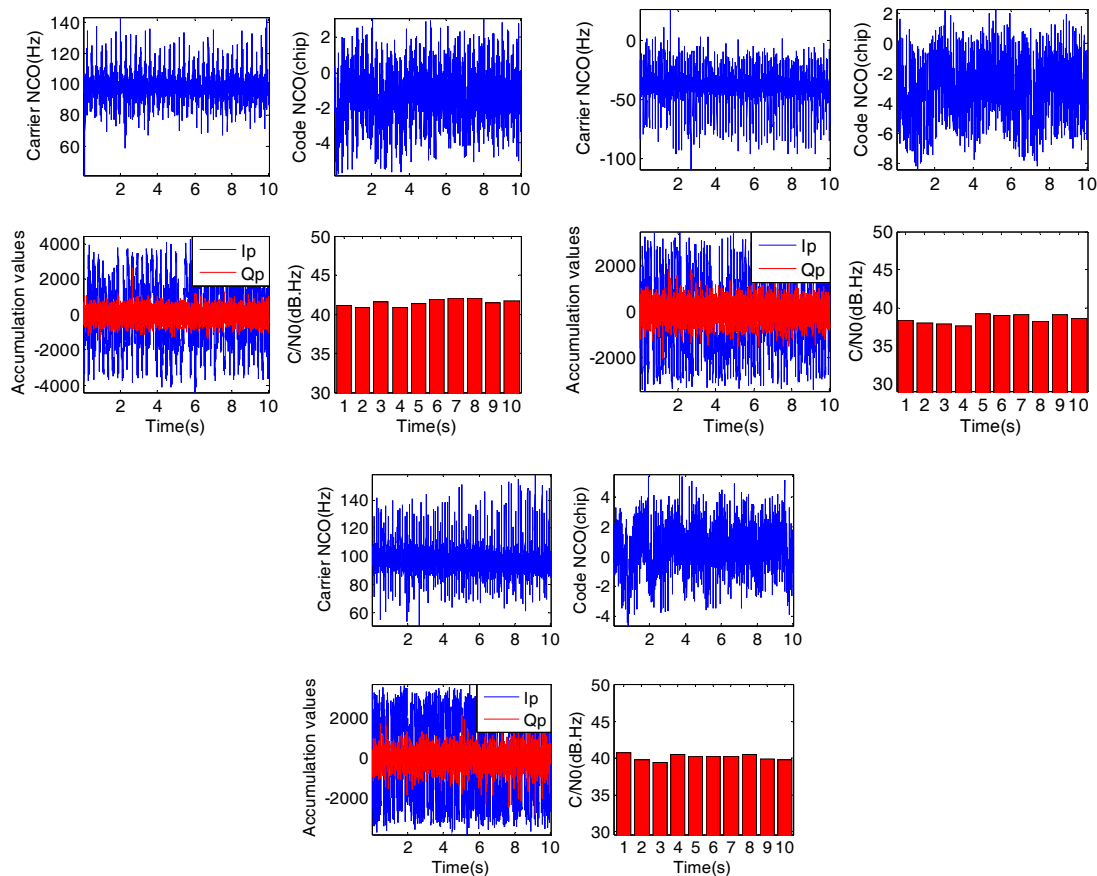 Carrier NCO(Hz)
140
120
100
80
60
2 4 6 8 10
Code NCO(chip)
2
0
-2
-4
2 4 6 8 10
Carrier NCO(Hz)
0
-50
-100
2 4 6 8 10
Code NCO(chip)
2
0
-2
-4
-6
-8
2 4 6 8 10
Accumulation values
4000
2000
0
-2000
-4000
Ip
Qp
2 4 6 8 10
Time(s)
C/N0(dB.Hz)
50
45
40
35
30
1 2 3 4 5 6 7 8 9 10
Time(s)
Accumulation values
2000
0
-2000
Ip
Qp
2 4 6 8 10
Time(s)
C/N0(dB.Hz)
50
45
40
35
30
1 2 3 4 5 6 7 8 9 10
Time(s)
Carrier NCO(Hz)
140
120
100
80
60
2 4 6 8 10
Code NCO(chip)
4
2
0
-2
-4
2 4 6 8 10
Accumulation values
2000
0
-2000
Ip
Qp
2 4 6 8 10
Time(s)
C/N0(dB.Hz)
50
45
40
35
30
1 2 3 4 5 6 7 8 9 10
Time(s)